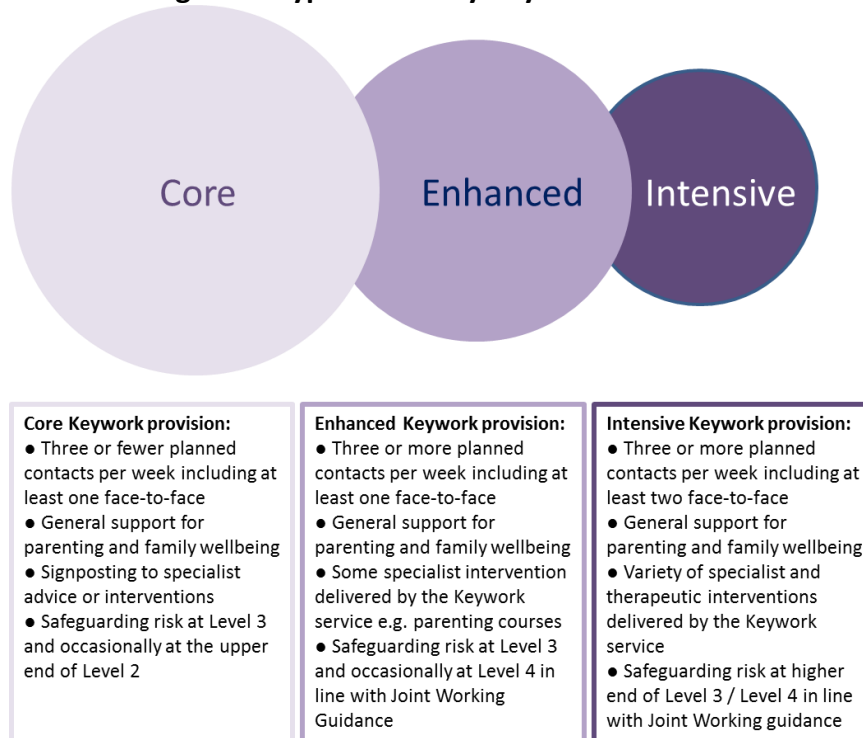 Core
Enhanced
Intensive
Core Keywork provision:
● Three or fewer planned
contacts per week including at
least one face-to-face
● General support for
parenting and family wellbeing
● Signposting to specialist
advice or interventions
● Safeguarding risk at Level 3
and occasionally at the upper
end of Level 2
Enhanced Keywork provision:
● Three or more planned
contacts per week including at
least one face-to-face
● General support for
parenting and family wellbeing
● Some specialist intervention
delivered by the Keywork
service e.g. parenting courses
● Safeguarding risk at Level 3
and occasionally at Level 4 in
line with Joint Working
Guidance
Intensive Keywork provision:
● Three or more planned
contacts per week including at
least two face-to-face
● General support for
parenting and family wellbeing
● Variety of specialist and
therapeutic interventions
delivered by the Keywork
service
● Safeguarding risk at higher
end of Level 3 / Level 4 in line
with Joint Working guidance